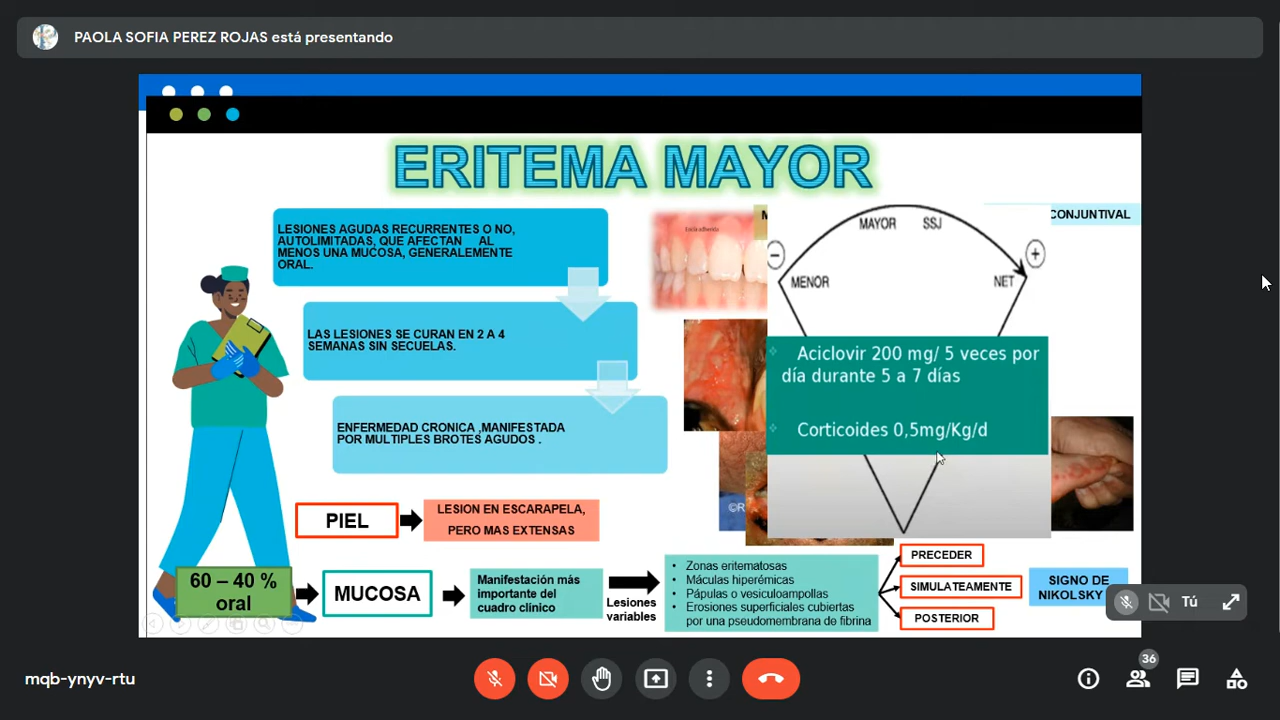 PAOLA SOFIA PEREZ ROJAS está presentando
ERITEMA MAYOR
LESIONES AGUDAS RECURRENTES O NO,
AUTOLIMITADAS, QUE AFECTAN AL
MENOS UNA MUCOSA, GENERALEMENTE
ORAL.
LAS LESIONES SE CURAN EN 2 A 4
SEMANAS SIN SECUELAS.
ENFERMEDAD CRONICA ,MANIFESTADA
POR MULTIPLES BROTES AGUDOS .
CONJUNTIVAL
MAYOR SSJ
MENOR
NET
Aciclovir 200 mg/ 5 veces por
día durante 5 a 7 días
Corticoides 0,5mg/Kg/d
©R
PIEL
LESION EN ESCARAPELA,
PERO MAS EXTENSAS
60 – 40 %
oral
MUCOSA
Manifestación más
importante del
cuadro clínico
Lesiones
variables
• Zonas eritematosas
• Máculas hiperémicas
• Pápulas o vesiculoampollas
• Erosiones superficiales cubiertas
por una pseudomembrana de fibrina
PRECEDER
SIMULATEAMENTE
POSTERIOR
SIGNO DE
NIKOLSKY
Tú
mqb-ynyv-rtu
36